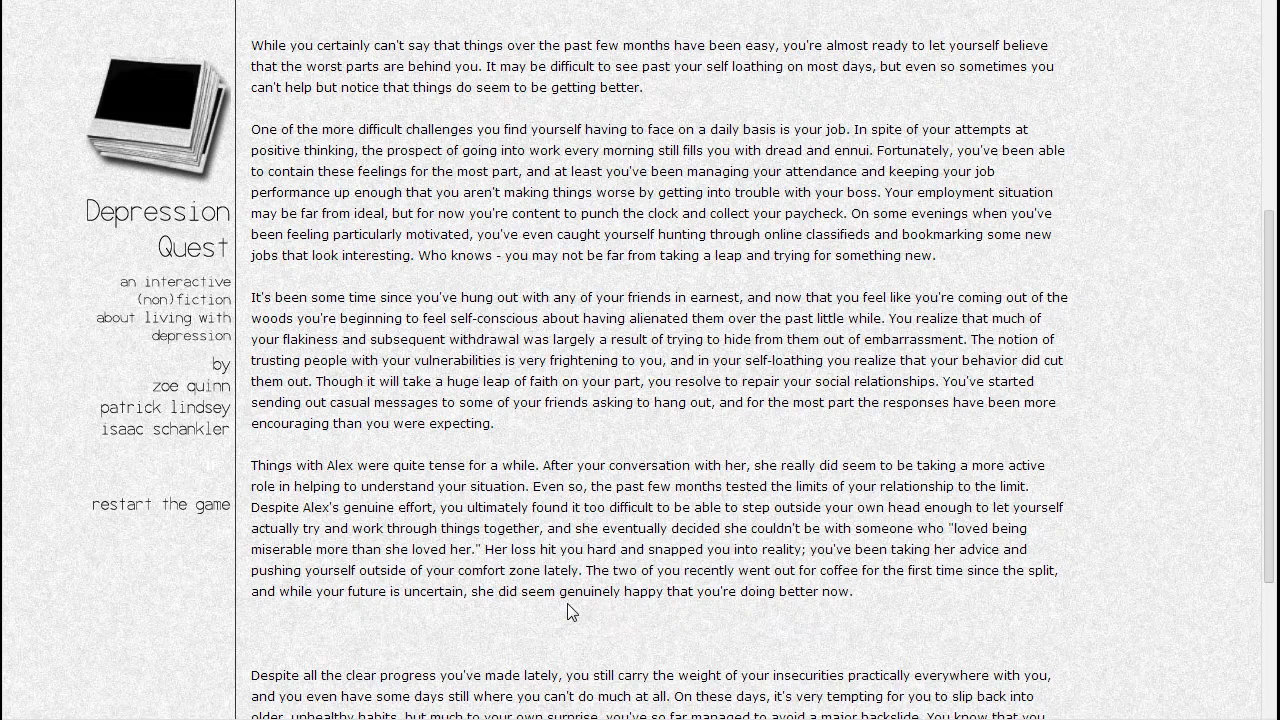 Depression
Quest
an interactive
(non)fiction
about living with
depression
by
zoe quinn
patrick lindsey
isaac schankler
restart the game
While you certainly can't say that things over the past few months have been easy, you're almost ready to let yourself believe
that the worst parts are behind you. It may be difficult to see past your self loathing on most days, but even so sometimes you
can't help but notice that things do seem to be getting better.
One of the more difficult challenges you find yourself having to face on a daily basis is your job. In spite of your attempts at
positive thinking, the prospect of going into work every morning still fills you with dread and ennui. Fortunately, you've been able
to contain these feelings for the most part, and at least you've been managing your attendance and keeping your job
performance up enough that you aren't making things worse by getting into trouble with your boss. Your employment situation
may be far from ideal, but for now you're content to punch the clock and collect your paycheck. On some evenings when you've
been feeling particularly motivated, you've even caught yourself hunting through online classifieds and bookmarking some new
jobs that look interesting. Who knows - you may not be far from taking a leap and trying for something new.
It's been some time since you've hung out with any of your friends in earnest, and now that you feel like you're coming out of the
woods you're beginning to feel self-conscious about having alienated them over the past little while. You realize that much of
your flakiness and subsequent withdrawal was largely a result of trying to hide from them out of embarrassment. The notion of
trusting people with your vulnerabilities is very frightening to you, and in your self-loathing you realize that your behavior did cut
them out. Though it will take a huge leap of faith on your part, you resolve to repair your social relationships. You've started
sending out casual messages to some of your friends asking to hang out, and for the most part the responses have been more
encouraging than you were expecting.
Things with Alex were quite tense for a while. After your conversation with her, she really did seem to be taking a more active
role in helping to understand your situation. Even so, the past few months tested the limits of your relationship to the limit.
Despite Alex's genuine effort, you ultimately found it too difficult to be able to step outside your own head enough to let yourself
actually try and work through things together, and she eventually decided she couldn't be with someone who "loved being
miserable more than she loved her." Her loss hit you hard and snapped you into reality; you've been taking her advice and
pushing yourself outside of your comfort zone lately. The two of you recently went out for coffee for the first time since the split,
and while your future is uncertain, she did seem genuinely happy that you're doing better now.
Despite all the clear progress you've made lately, you still carry the weight of your insecurities practically everywhere with you,
and you even have some days still where you can't do much at all. On these days, it's very tempting for you to slip back into
older, unhealthy habits, but much to your own surprise, you've so far managed to avoid a major backslide. You know that you